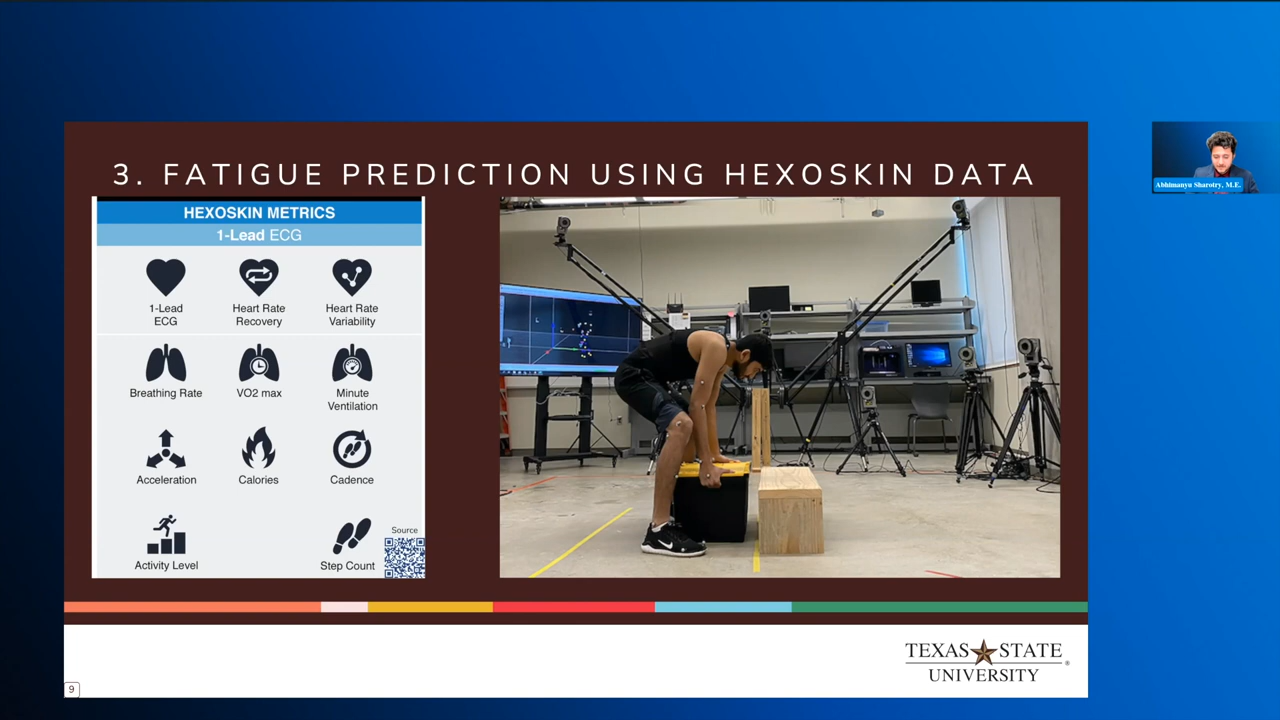 3. FATIGUE PREDICTION USING HEXOSKIN DATA
HEXOSKIN METRICS
1-Lead ECG
1-Lead
ECG
Heart Rate
Recovery
Heart Rate
Variability
Breathing Rate
VO2 max
Minute
Ventilation
Acceleration
Calories
Cadence
Activity Level
Step Count
Source
TEXAS STATE
UNIVERSITY
®
9
Abhimanyu Sharotry, M.E.